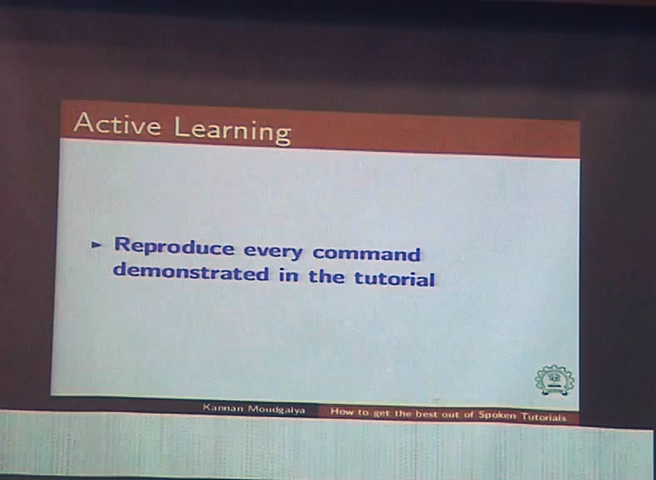 Active Learning
► Reproduce every command
demonstrated in the tutorial
Kannan Moudgalya
How to get the best out of Spoken Tutorials